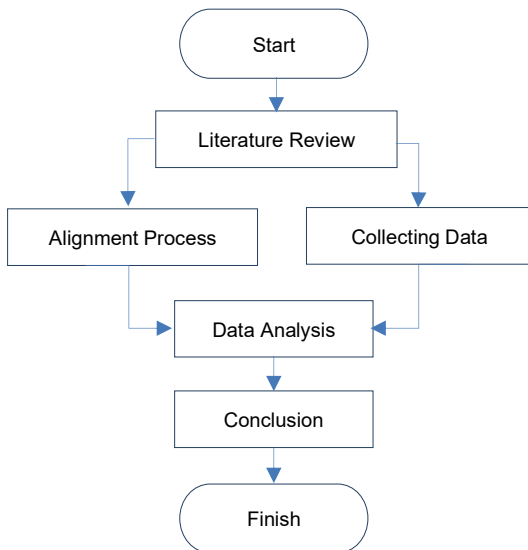 Start
Literature Review
Alignment Process
Collecting Data
Data Analysis
Conclusion
Finish